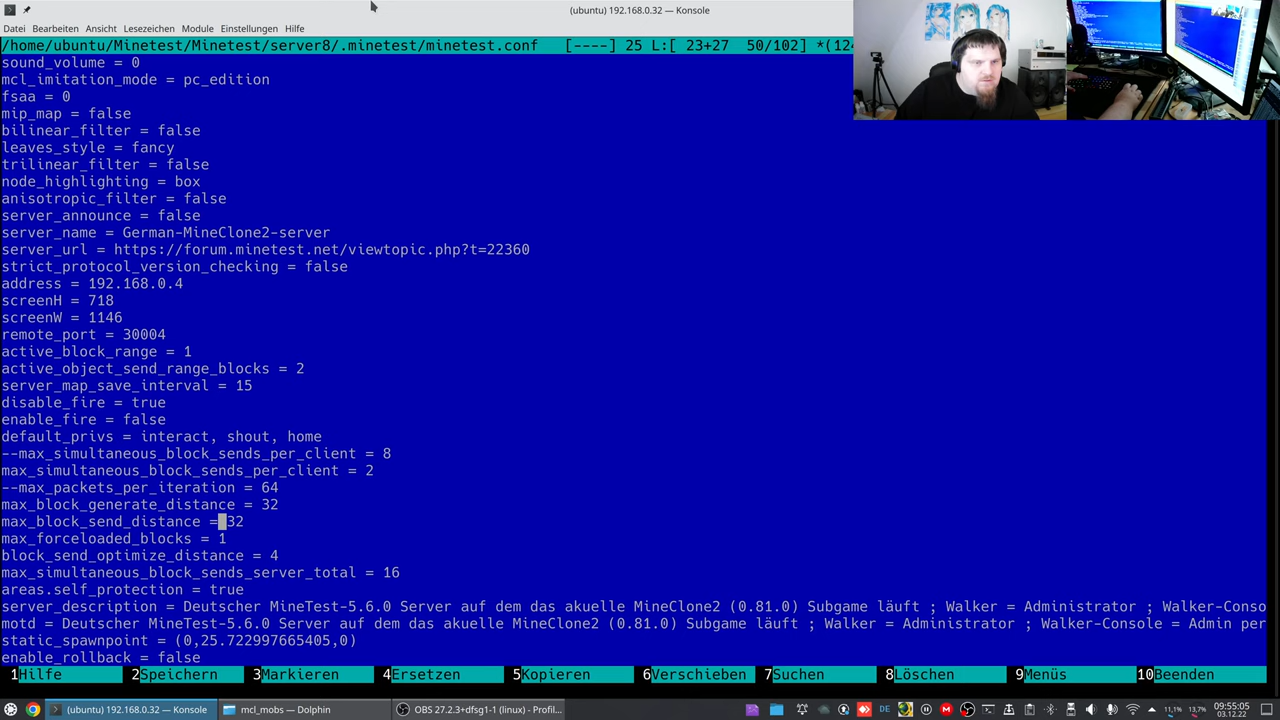 (ubuntu) 192.168.0.32 — Konsole
Datei Bearbeiten Ansicht Lesezeichen Module Einstellungen Hilfe
/home/ubuntu/Minetest/Minetest/server8/.minetest/minetest.conf [----] 25 L:[ 23+27 50/102] *(124
sound_volume = 0
mcl_imitation_mode = pc_edition
fsaa = 0
mip_map = false
bilinear_filter = false
leaves_style = fancy
trilinear_filter = false
node_highlighting = box
anisotropic_filter = false
server_announce = false
server_name = German-MineClone2-server
server_url = https://forum.minetest.net/viewtopic.php?t=22360
strict_protocol_version_checking = false
address = 192.168.0.4
screenH = 718
screenW = 1146
remote_port = 30004
active_block_range = 1
active_object_send_range_blocks = 2
server_map_save_interval = 15
disable_fire = true
enable_fire = false
default_privs = interact, shout, home
--max_simultaneous_block_sends_per_client = 8
max_simultaneous_block_sends_per_client = 2
--max_packets_per_iteration = 64
max_block_generate_distance = 32
max_block_send_distance = 32
max_forceloaded_blocks = 1
block_send_optimize_distance = 4
max_simultaneous_block_sends_server_total = 16
areas.self_protection = true
server_description = Deutscher MineTest-5.6.0 Server auf dem das akuelle MineClone2 (0.81.0) Subgame läuft ; Walker = Administrator ; Walker-Conso
motd = Deutscher MineTest-5.6.0 Server auf dem das akuelle MineClone2 (0.81.0) Subgame läuft ; Walker = Administrator ; Walker-Console = Admin per
static_spawnpoint = (0,25.722997665405,0)
enable_rollback = false
1Hilfe 2Speichern 3Markieren 4Ersetzen 5Kopieren 6Verschieben 7Suchen 8Löschen 9Menüs 10Beenden
(ubuntu) 192.168.0.32 — Konsole mcl_mobs — Dolphin OBS 27.2.3+dfsg1-1 (linux) - Profil... DE 11,1% 13,7% 09:55:05
03.12.22